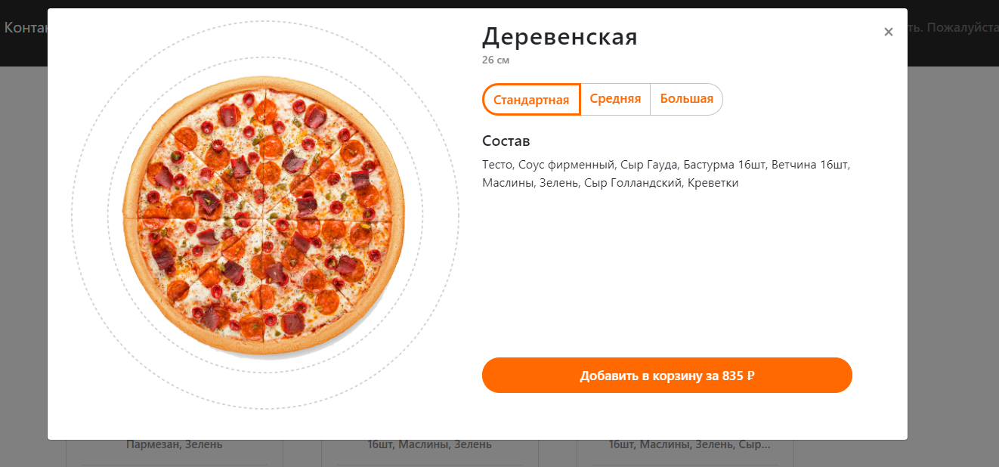 Конта
ть. Пожалуйста
Деревенская
×
26 см
Стандартная Средняя Большая
Состав
Тесто, Соус фирменный, Сыр Гауда, Бастурма 16шт, Ветчина 16шт,
Маслины, Зелень, Сыр Голландский, Креветки
Добавить в корзину за 835 ₽
Пармезан, Зелень
16шт, Маслины, Зелень
16шт, Маслины, Зелень, Сыр...